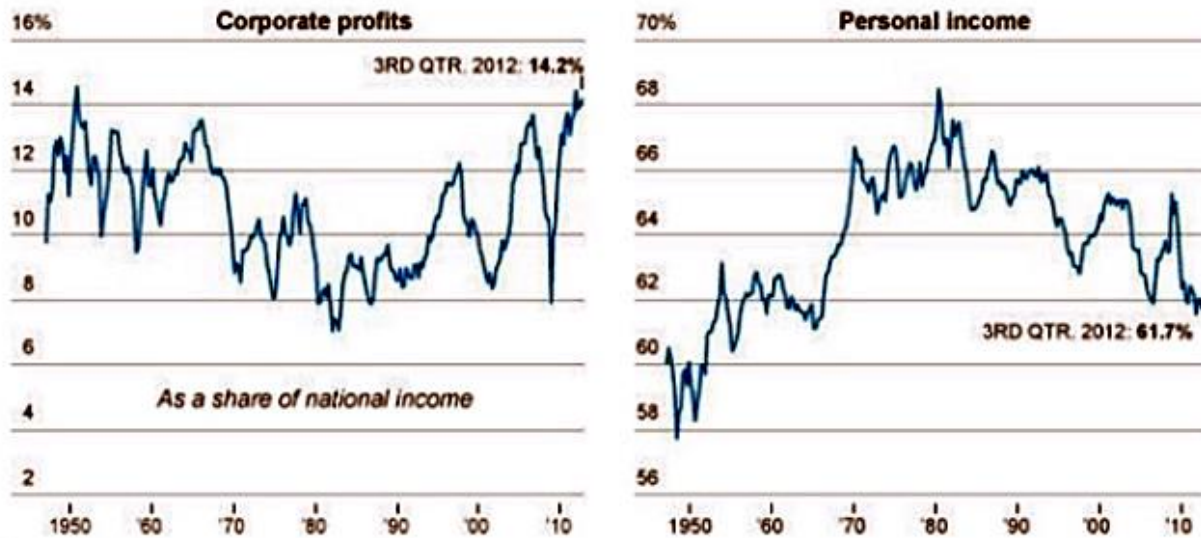 Corporate profits
16%
3RD QTR. 2012: 14.2%
14
12
10
8
6
As a share of national income
4
2
1950 '60 '70 '80 '90 '00 '10
Personal income
70%
68
66
64
62
3RD QTR. 2012: 61.7%
60
58
56
1950 '60 '70 '80 '90 '00 '10